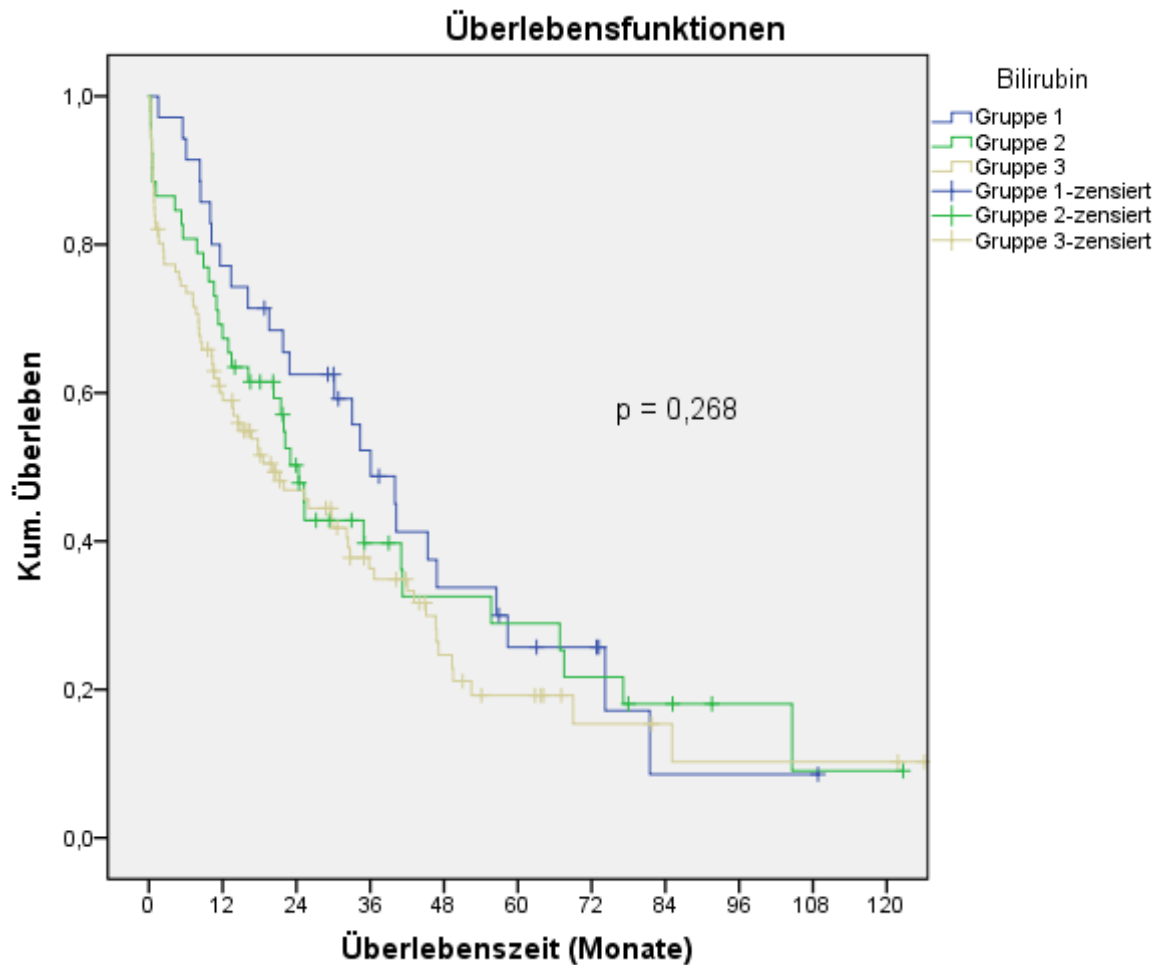 Überlebensfunktionen
Bilirubin
Gruppe 1
Gruppe 2
Gruppe 3
Gruppe 1-zensiert
Gruppe 2-zensiert
Gruppe 3-zensiert
Kum. Überleben
1,0
0,8
0,6
0,4
0,2
0,0
p = 0,268
0 12 24 36 48 60 72 84 96 108 120
Überlebenszeit (Monate)